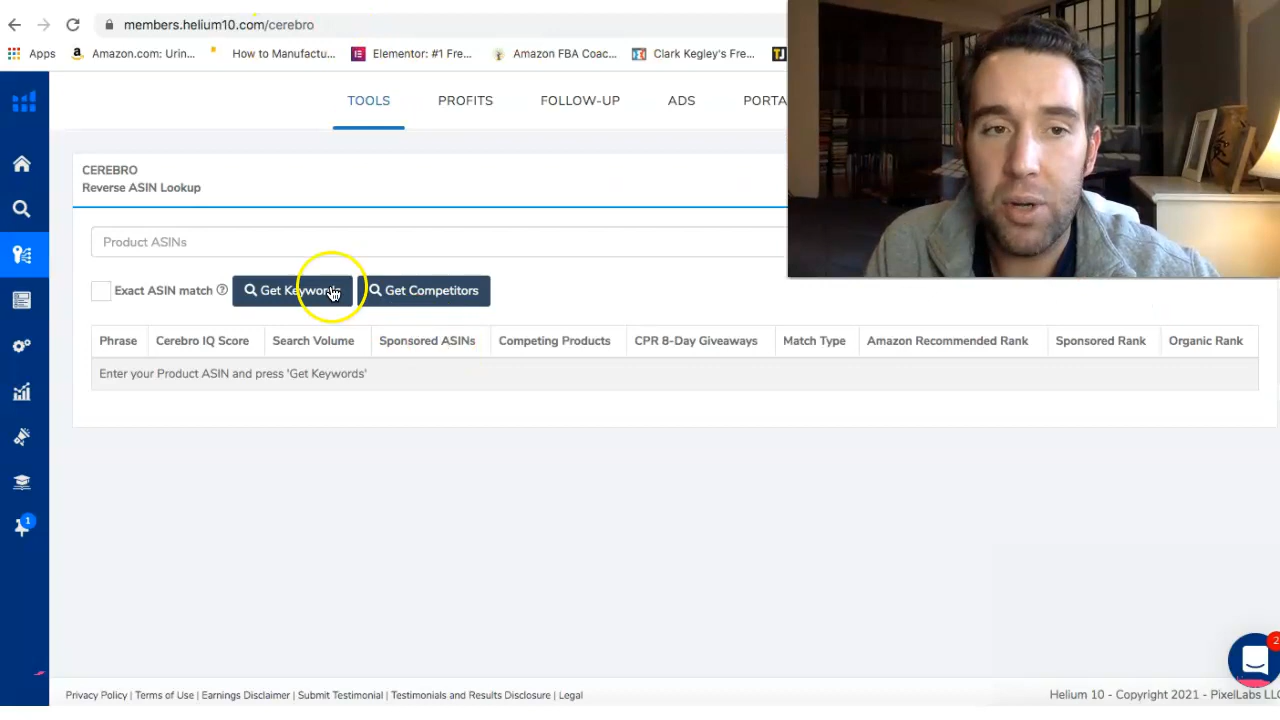 members.helium10.com/cerebro
Apps Amazon.com: Urin... How to Manufactu... Elementor: #1 Fre... Amazon FBA Coac... Clark Kegley's Fre... TJ
TOOLS PROFITS FOLLOW-UP ADS PORTA
CEREBRO
Reverse ASIN Lookup
Product ASINs
Exact ASIN match Get Keywords Get Competitors
Phrase Cerebro IQ Score Search Volume Sponsored ASINs Competing Products CPR 8-Day Giveaways Match Type Amazon Recommended Rank Sponsored Rank Organic Rank
Enter your Product ASIN and press 'Get Keywords'
1
2
Privacy Policy | Terms of Use | Earnings Disclaimer | Submit Testimonial | Testimonials and Results Disclosure | Legal
Helium 10 - Copyright 2021 - PixelLabs LLC